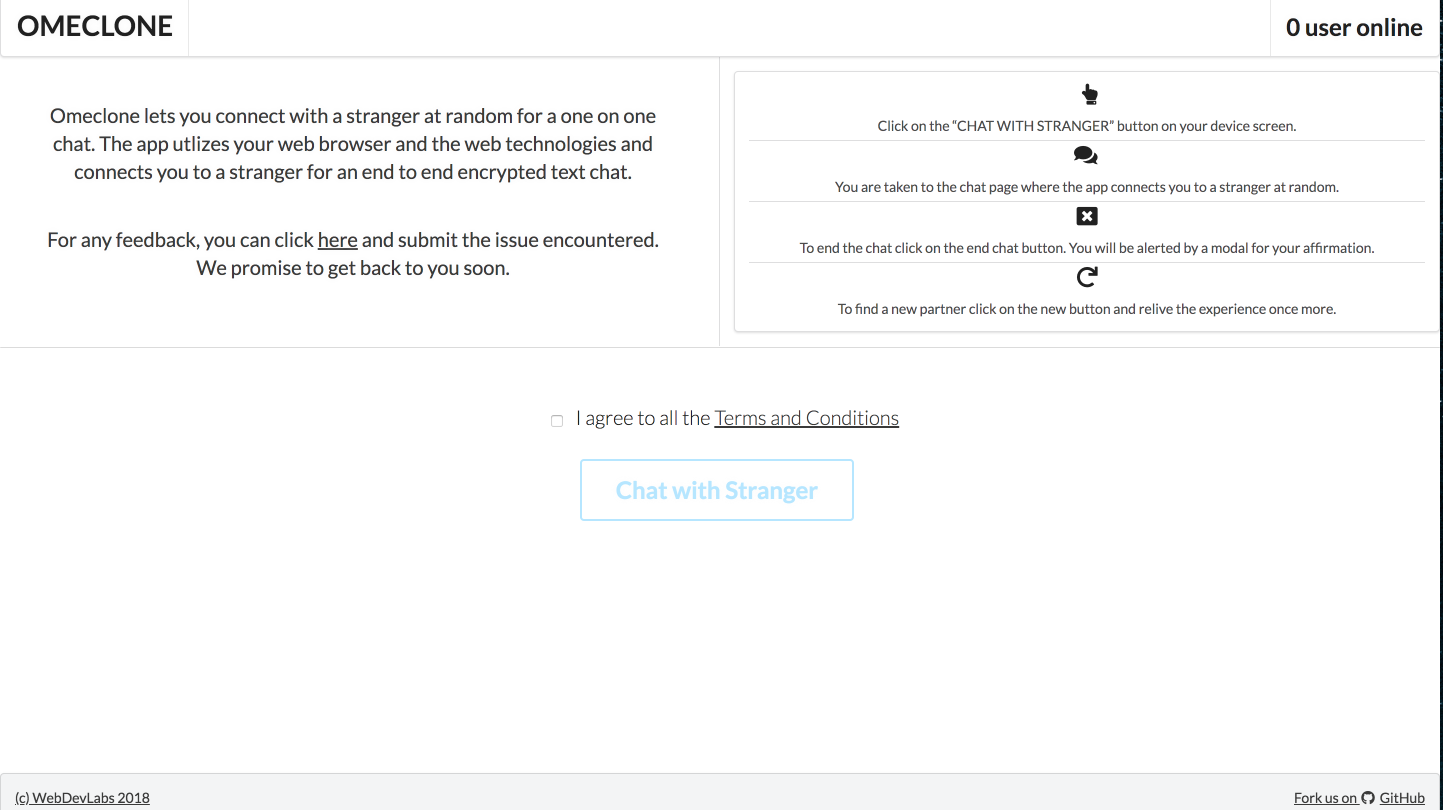 OMECLONE
0 user online
Omeclone lets you connect with a stranger at random for a one on one
chat. The app utlizes your web browser and the web technologies and
connects you to a stranger for an end to end encrypted text chat.
For any feedback, you can click here and submit the issue encountered.
We promise to get back to you soon.
Click on the “CHAT WITH STRANGER” button on your device screen.
You are taken to the chat page where the app connects you to a stranger at random.
To end the chat click on the end chat button. You will be alerted by a modal for your affirmation.
To find a new partner click on the new button and relive the experience once more.
I agree to all the Terms and Conditions
Chat with Stranger
(c) WebDevLabs 2018
Fork us on GitHub